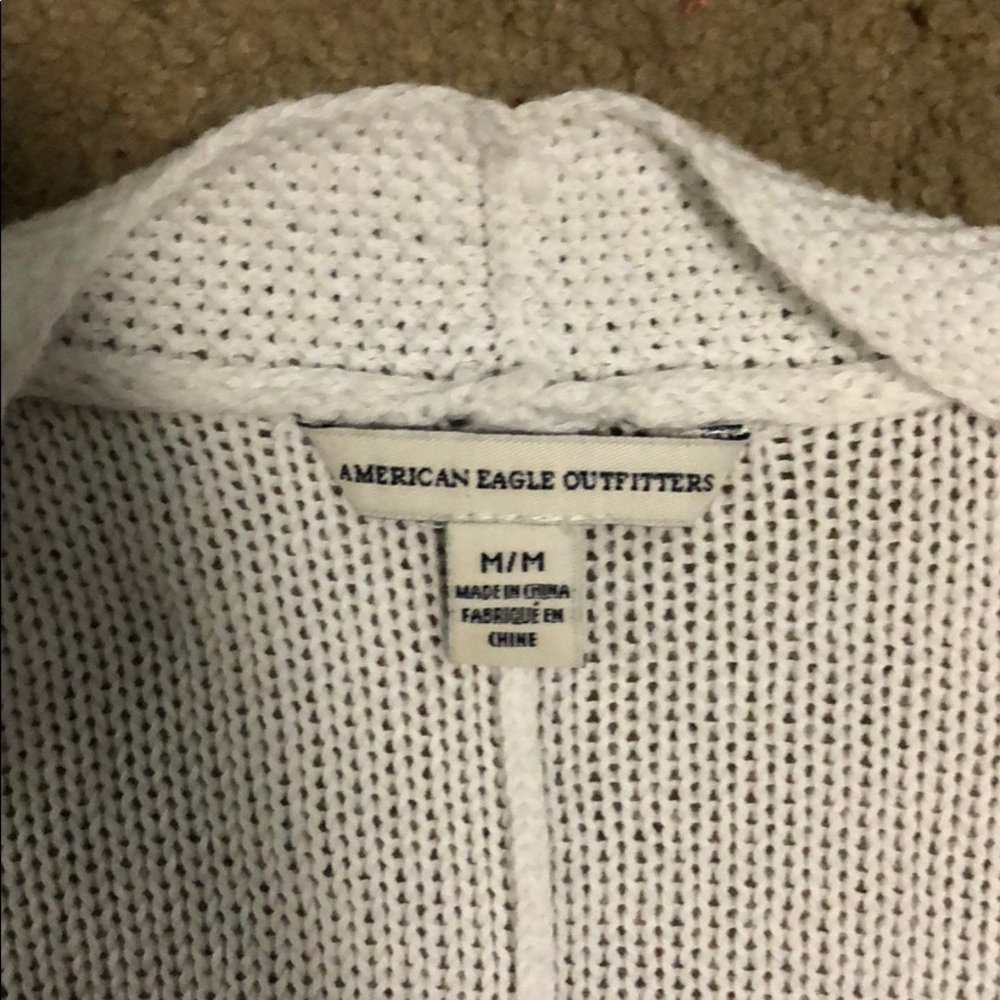 AMERICAN EAGLE OUTFITTERS
M/M
MADE IN CHINA
FABRIQUÉ EN
CHINE